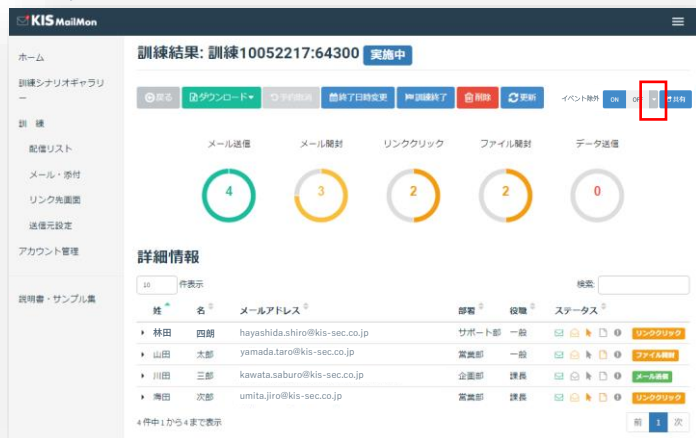 KIS MailMon
ホーム
訓練シナリオギャラリ
ー
訓 練
配信リスト
メール・添付
リンク先画面
送信元設定
アカウント管理
説明書・サンプル集
訓練結果: 訓練10052217:64300 実施中
戻る ダウンロード 予約取消 終了日時変更 訓練終了 削除 更新 イベント除外 ON OF 共有
メール送信 メール開封 リンククリック ファイル開封 データ送信
4 3 2 2 0
詳細情報
10 件表示 検索:
姓 名 メールアドレス 部署 役職 ステータス
林田 四朗 hayashida.shiro@kis-sec.co.jp サポート部 一般 リンククリック
山田 太郎 yamada.taro@kis-sec.co.jp 営業部 一般 ファイル開封
川田 三郎 kawata.saburo@kis-sec.co.jp 企画部 課長 メール送信
海田 次郎 umita.jiro@kis-sec.co.jp 営業部 課長 リンククリック
4 件中 1 から 4 まで表示 前 1 次